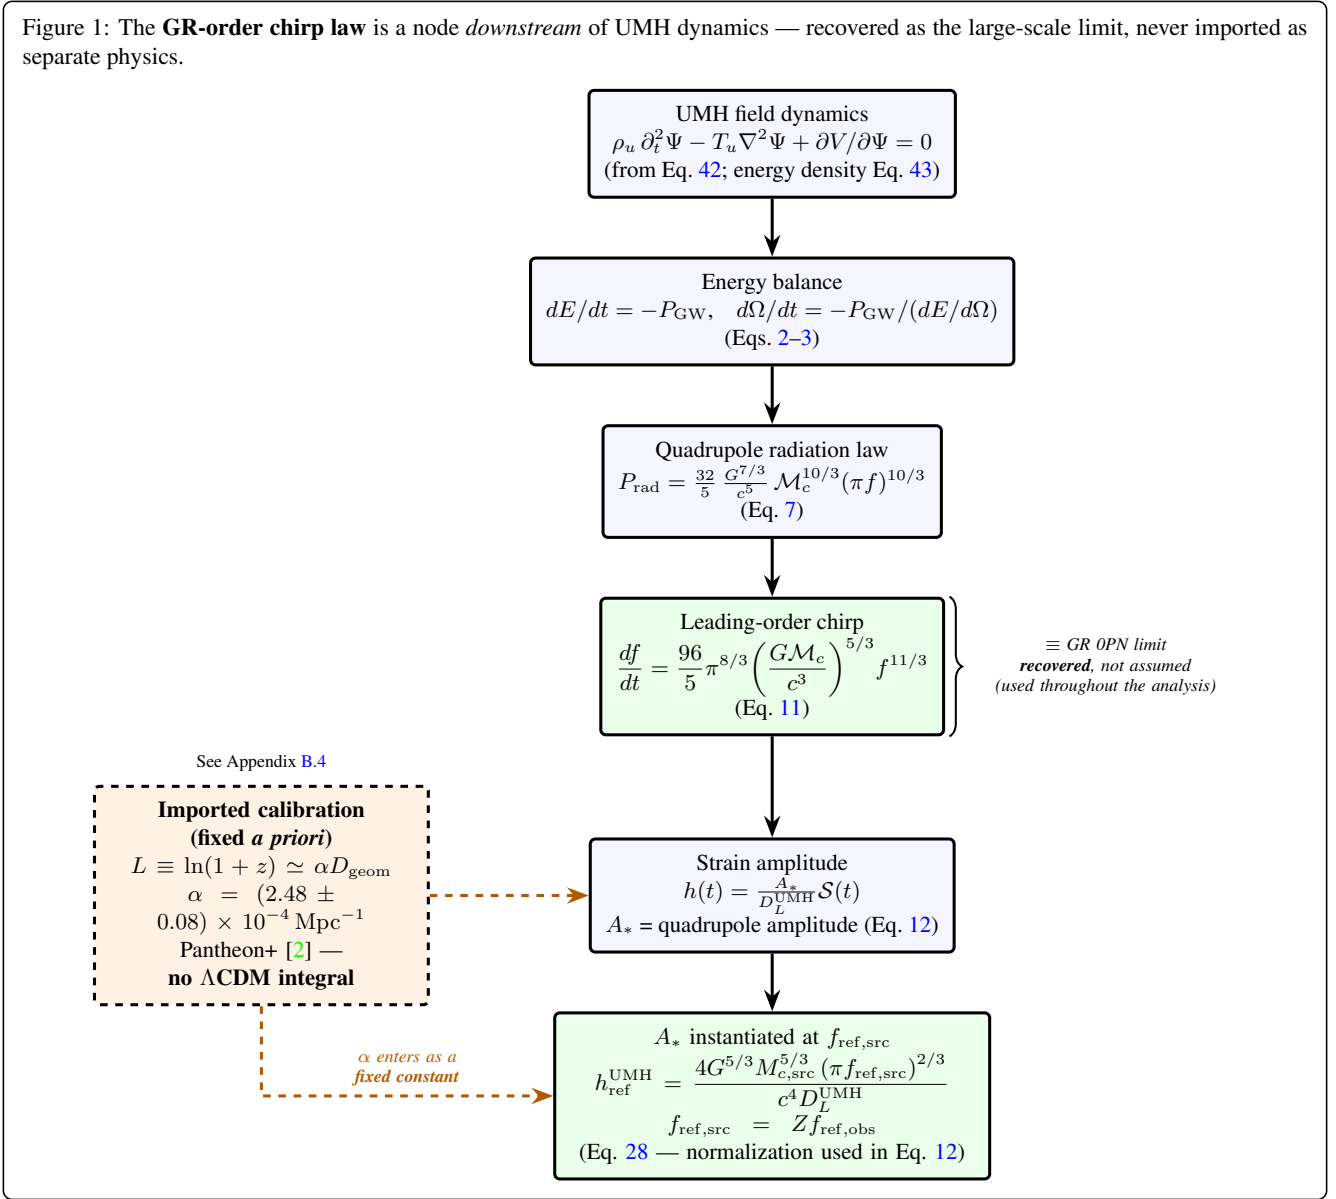 Figure 1: The GR-order chirp law is a node downstream of UMH dynamics — recovered as the large-scale limit, never imported as
separate physics.
UMH field dynamics
ρ_u ∂_t^2 Ψ − T_u ∇^2 Ψ + ∂V/∂Ψ = 0
(from Eq. 42; energy density Eq. 43)
Energy balance
dE/dt = −P_GW, dΩ/dt = −P_GW/(dE/dΩ)
(Eqs. 2–3)
Quadrupole radiation law
P_rad = 32/5 G^{7/3}/c^5 ℳ_c^{10/3} (πf)^{10/3}
(Eq. 7)
Leading-order chirp
df/dt = 96/5 π^{8/3} (Gℳ_c/c^3)^{5/3} f^{11/3}
(Eq. 11)
≡ GR 0PN limit
recovered, not assumed
(used throughout the analysis)
See Appendix B.4
Imported calibration
(fixed a priori)
L ≡ ln(1 + z) ≃ αD_geom
α = (2.48 ±
0.08) × 10^{−4} Mpc^{−1}
Pantheon+ [2] —
no ΛCDM integral
Strain amplitude
h(t) = A_*/D_L^UMH 𝒮(t)
A_* = quadrupole amplitude (Eq. 12)
α enters as a
fixed constant
A_* instantiated at f_ref,src
h_ref^UMH = 4G^{5/3} M_{c,src}^{5/3} (πf_ref,src)^{2/3} / c^4 D_L^UMH
f_ref,src = Z f_ref,obs
(Eq. 28 — normalization used in Eq. 12)